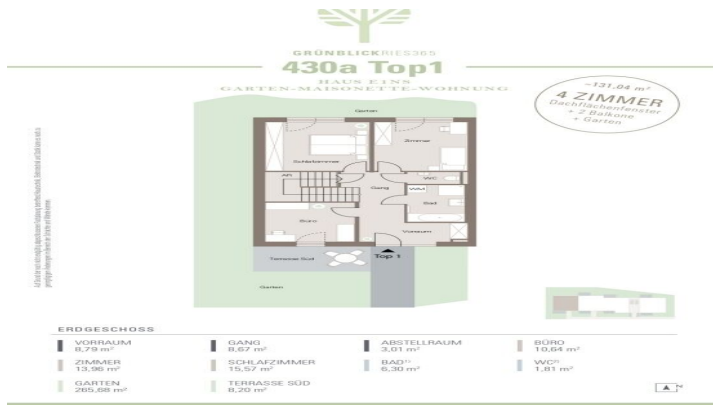 GRÜNBLICKRIES365
430a Top1
HAUS EINS
GARTEN-MAISONETTE-WOHNUNG
~131,04 m²
4 ZIMMER
Dachflächenfenster
+ 2 Balkone
+ Garten
Garten
Schlafzimmer
Zimmer
AR
WC
Gang
WM
Bad
Büro
Vorraum
Terrasse Süd
Top 1
Garten
ERDGESCHOSS
VORRAUM
8,79 m²
GANG
8,67 m²
ABSTELLRAUM
3,01 m²
BÜRO
10,64 m²
ZIMMER
13,96 m²
SCHLAFZIMMER
15,57 m²
BAD¹⁾
6,30 m²
WC²⁾
1,81 m²
GARTEN
265,88 m²
TERRASSE SÜD
8,20 m²